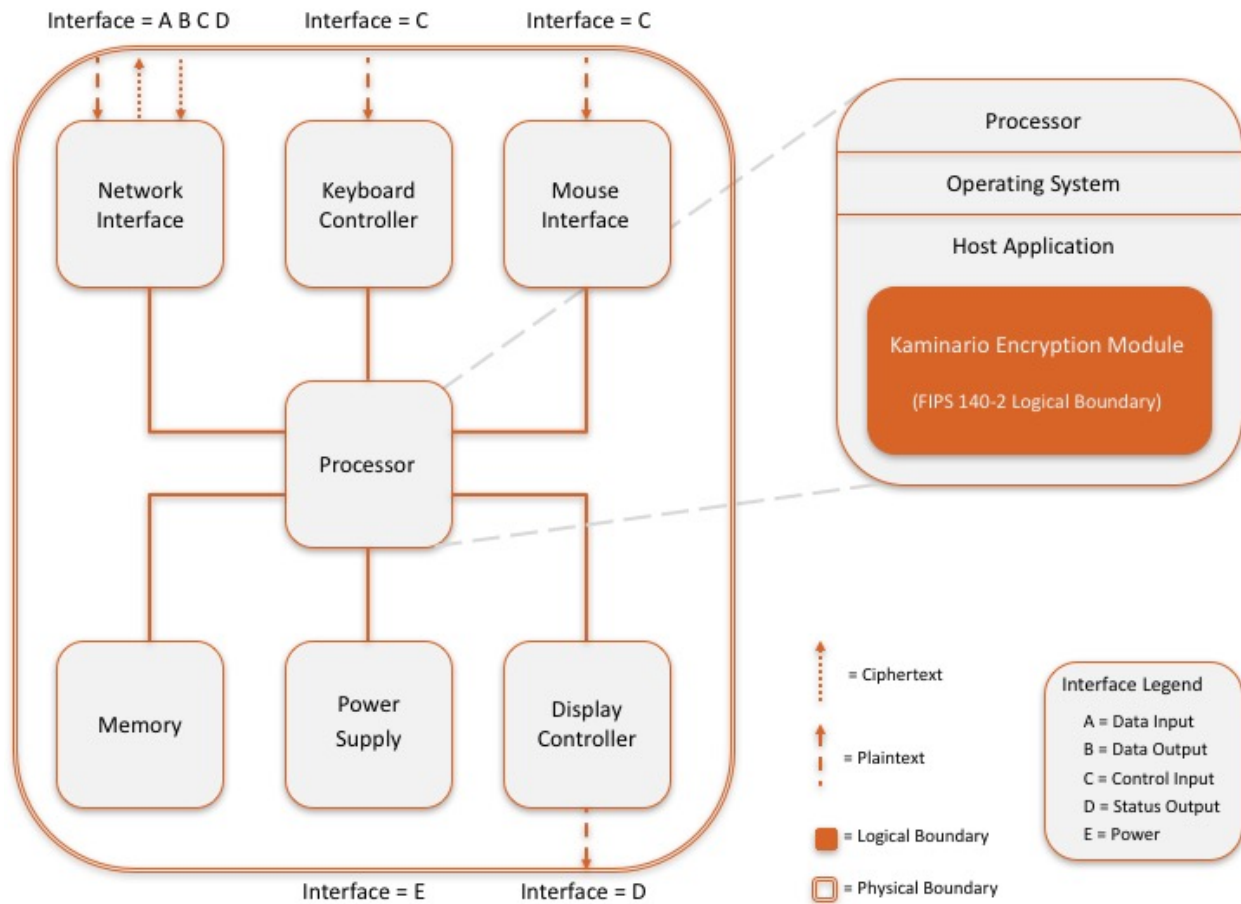 Interface = A B C D
Interface = C
Interface = C
Network
Interface
Keyboard
Controller
Mouse
Interface
Processor
Memory
Power
Supply
Display
Controller
Interface = E
Interface = D
Processor
Operating System
Host Application
Kaminario Encryption Module
(FIPS 140-2 Logical Boundary)
= Ciphertext
= Plaintext
= Logical Boundary
= Physical Boundary
Interface Legend
A = Data Input
B = Data Output
C = Control Input
D = Status Output
E = Power